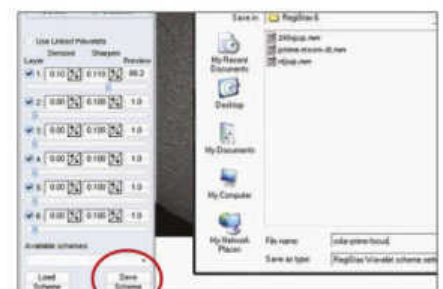 Use Linked Wavelets
Denoise Sharpen
Layer Preview
1 0.10 0.110 88.2
2 0.00 0.100 1.0
3 0.00 0.100 1.0
4 0.00 0.100 1.0
5 0.00 0.100 1.0
6 0.00 0.100 1.0
Available schemes
Load Scheme
Save Scheme
Save in: RegiStax 6
My Recent Documents
Desktop
My Documents
My Computer
My Network Places
File name:
Save as type: RegiStax Wavelet scheme